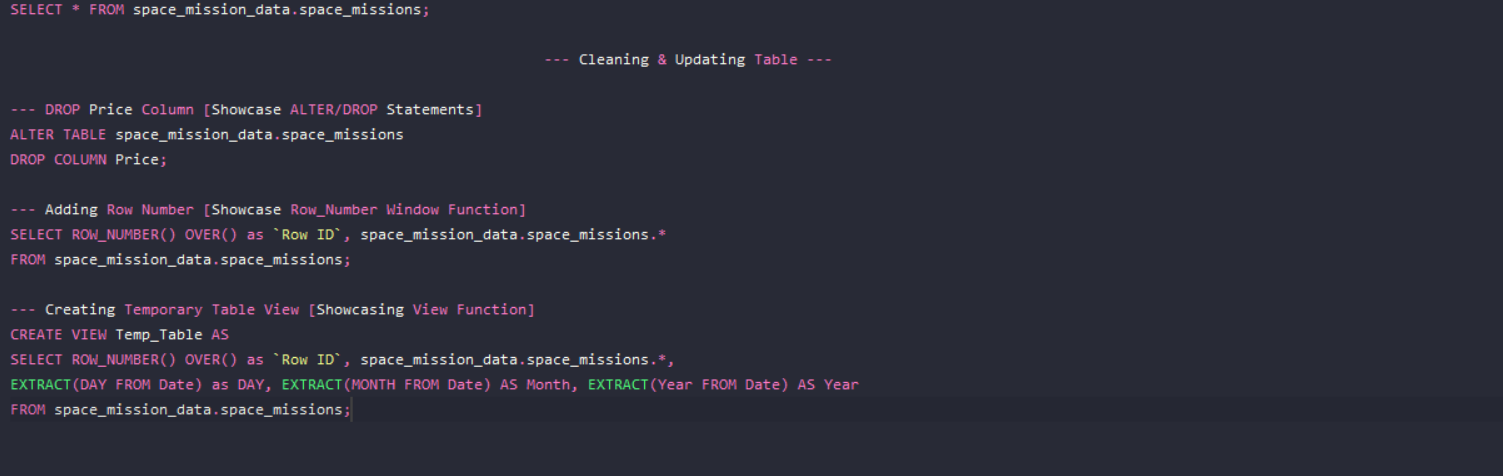 SELECT * FROM space_mission_data.space_missions;
--- Cleaning & Updating Table ---
--- DROP Price Column [Showcase ALTER/DROP Statements]
ALTER TABLE space_mission_data.space_missions
DROP COLUMN Price;
--- Adding Row Number [Showcase Row_Number Window Function]
SELECT ROW_NUMBER() OVER() as `Row ID`, space_mission_data.space_missions.*
FROM space_mission_data.space_missions;
--- Creating Temporary Table View [Showcasing View Function]
CREATE VIEW Temp_Table AS
SELECT ROW_NUMBER() OVER() as `Row ID`, space_mission_data.space_missions.*,
EXTRACT(DAY FROM Date) as DAY, EXTRACT(MONTH FROM Date) AS Month, EXTRACT(Year FROM Date) AS Year
FROM space_mission_data.space_missions;